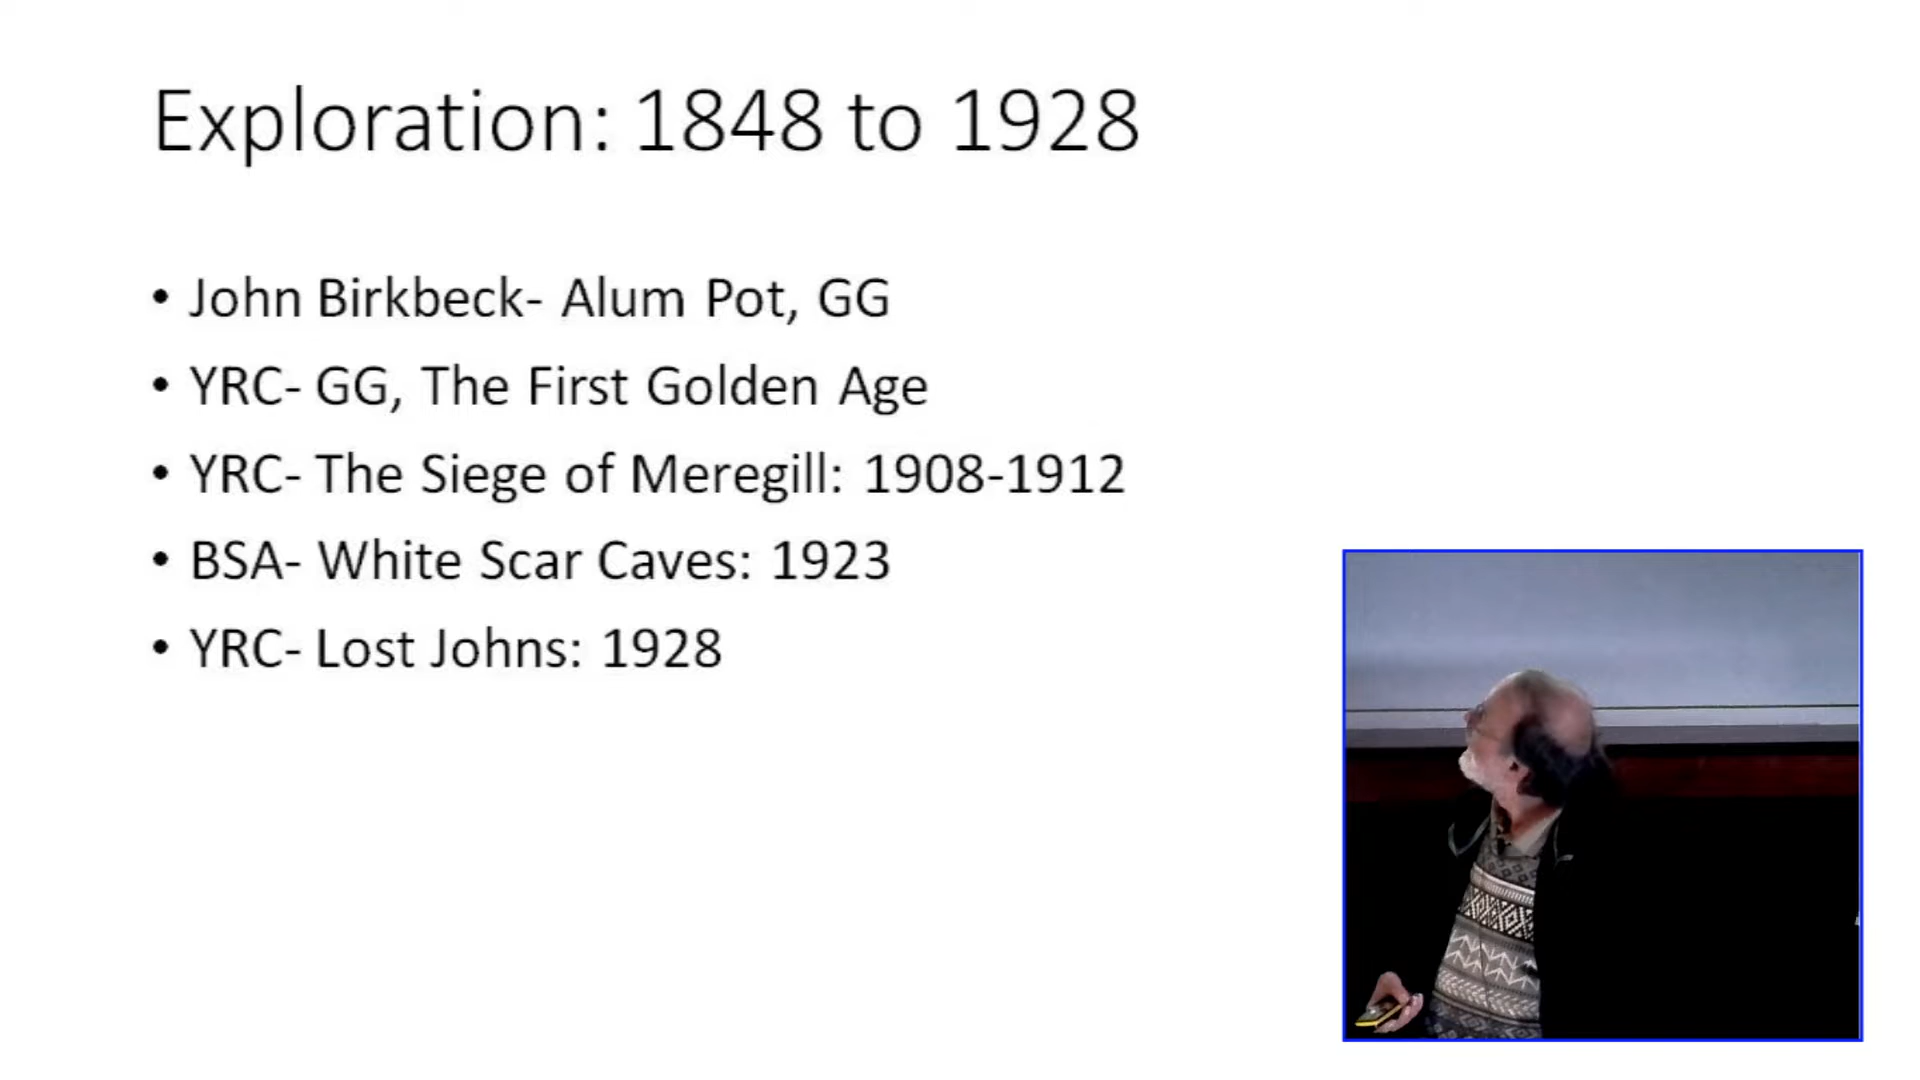 Exploration: 1848 to 1928
• John Birkbeck- Alum Pot, GG
• YRC- GG, The First Golden Age
• YRC- The Siege of Meregill: 1908-1912
• BSA- White Scar Caves: 1923
• YRC- Lost Johns: 1928